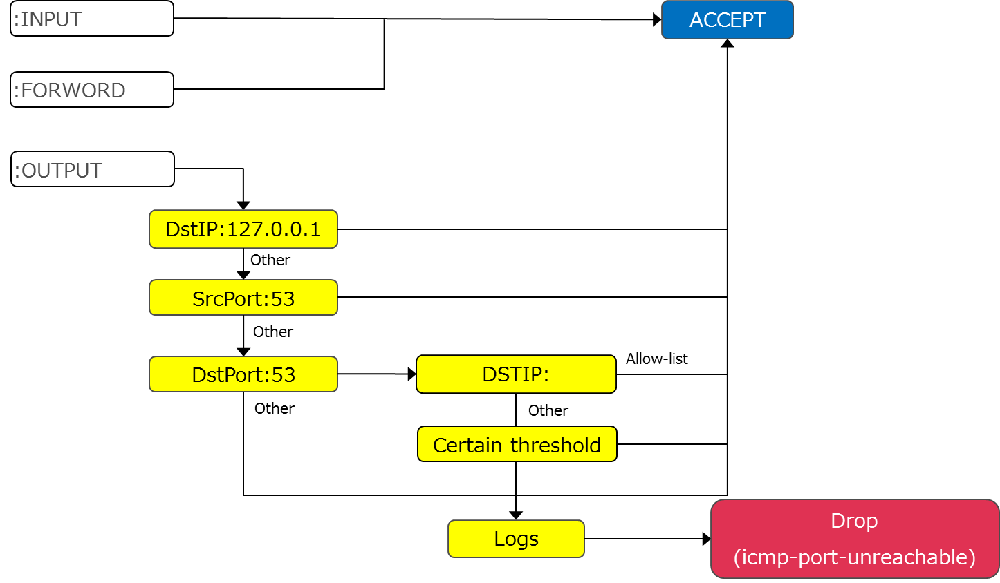 :INPUT
ACCEPT
:FORWORD
:OUTPUT
DstIP:127.0.0.1
Other
SrcPort:53
Other
DstPort:53
DSTIP:
Allow-list
Other
Other
Certain threshold
Logs
Drop
(icmp-port-unreachable)